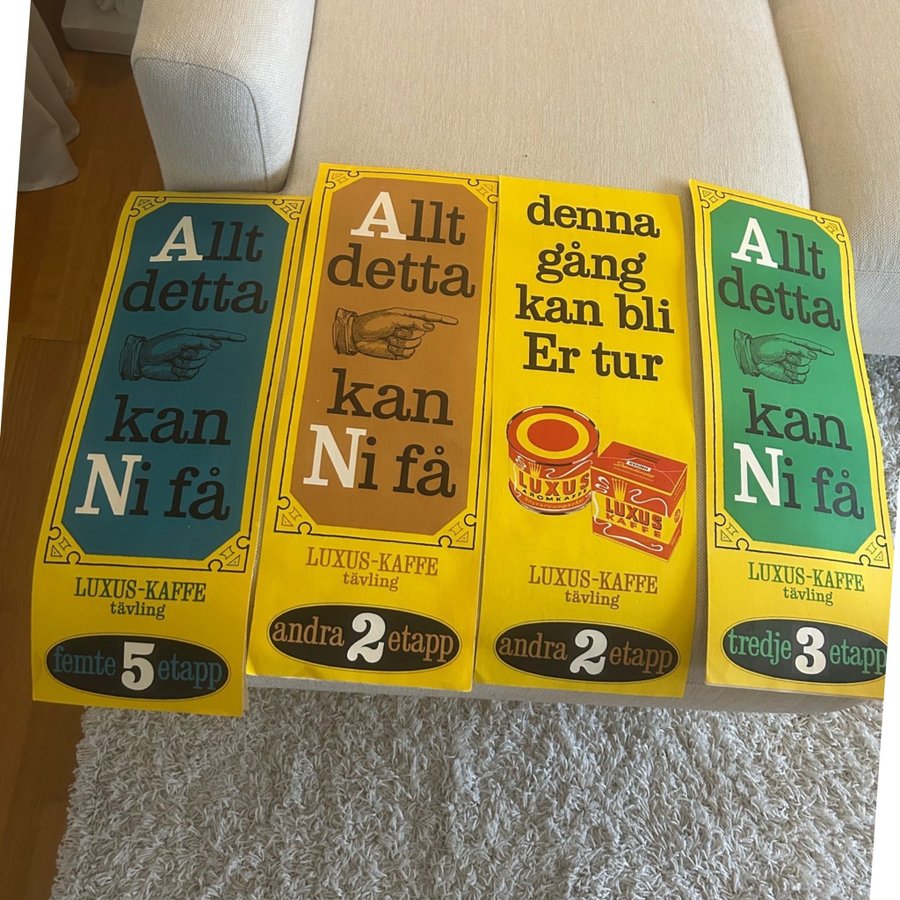 Allt
detta
kan
Ni få
LUXUS-KAFFE
tävling
femte 5 etapp
Allt
detta
kan
Ni få
LUXUS-KAFFE
tävling
andra 2 etapp
denna
gång
kan bli
Er tur
LUXUS
AROMKAFFE
LUXUS
KAFFE
LUXUS-KAFFE
tävling
andra 2 etapp
Allt
detta
kan
Ni få
LUXUS-KAFFE
tävling
tredje 3 etapp